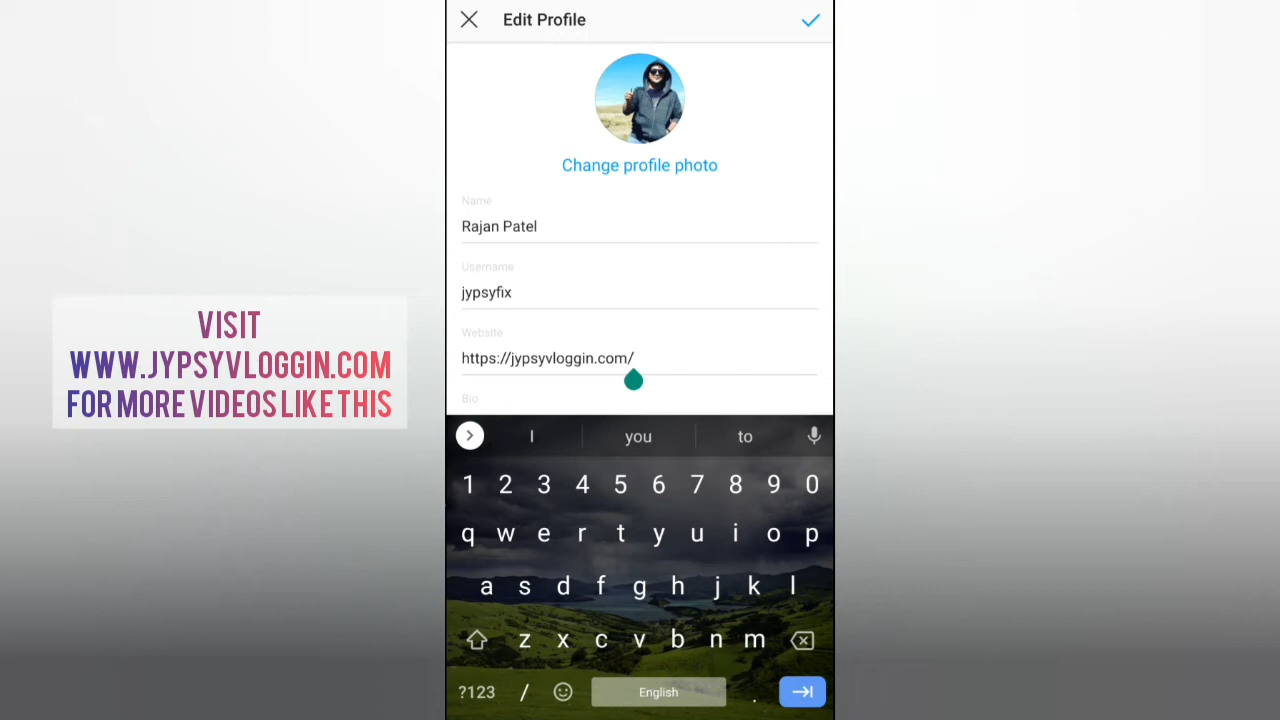 Edit Profile
Change profile photo
Name
Rajan Patel
Username
jypsyfix
Website
https://jypsyvloggin.com/
Bio
VISIT
WWW.JYPSYVLOGGIN.COM
FOR MORE VIDEOS LIKE THIS
I you to
1 2 3 4 5 6 7 8 9 0
q w e r t y u i o p
a s d f g h j k l
z x c v b n m
?123 / English .